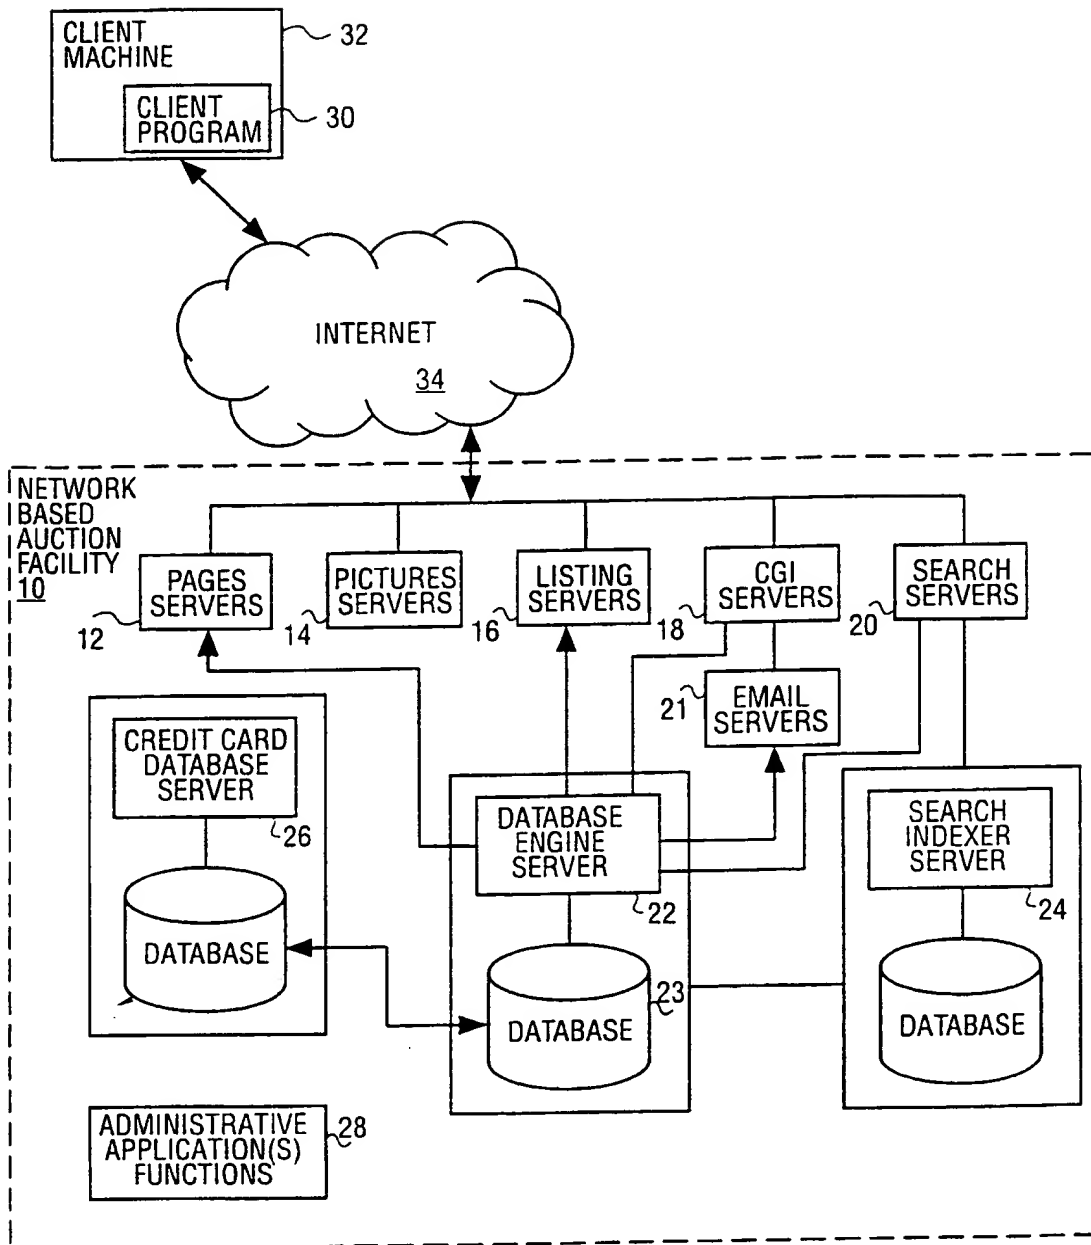 CLIENT
MACHINE
32
CLIENT
PROGRAM
30
INTERNET
34
NETWORK
BASED
AUCTION
FACILITY
10
PAGES
SERVERS
12
PICTURES
SERVERS
14
LISTING
SERVERS
16
CGI
SERVERS
18
SEARCH
SERVERS
20
EMAIL
SERVERS
21
CREDIT CARD
DATABASE
SERVER
26
DATABASE
DATABASE
ENGINE
SERVER
22
DATABASE
23
SEARCH
INDEXER
SERVER
24
DATABASE
ADMINISTRATIVE
APPLICATION(S)
FUNCTIONS
28